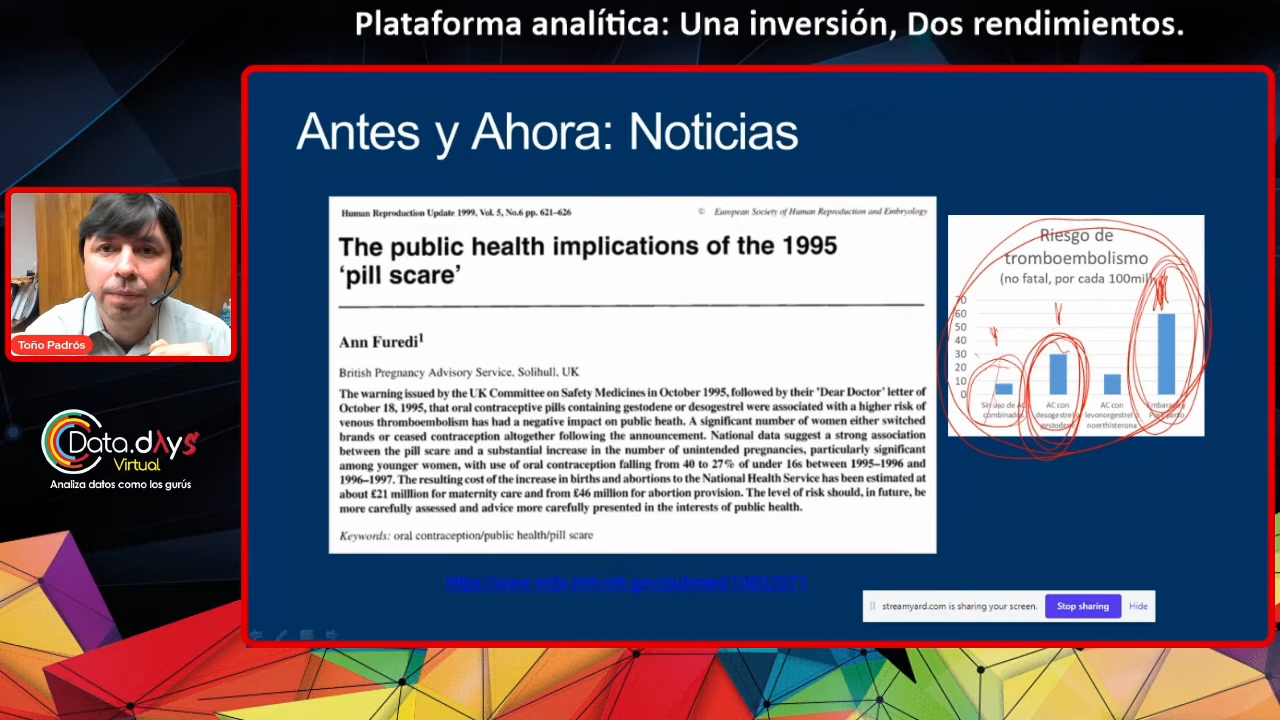 Plataforma analítica: Una inversión, Dos rendimientos.
Antes y Ahora: Noticias
Human Reproduction Update 1999, Vol. 5, No.6 pp. 621–626
© European Society of Human Reproduction and Embryology
The public health implications of the 1995
‘pill scare’
Ann Furedi¹
British Pregnancy Advisory Service, Solihull, UK
The warning issued by the UK Committee on Safety Medicines in October 1995, followed by their 'Dear Doctor' letter of
October 18, 1995, that oral contraceptive pills containing gestodene or desogestrel were associated with a higher risk of
venous thromboembolism has had a negative impact on public heath. A significant number of women either switched
brands or ceased contraception altogether following the announcement. National data suggest a strong association
between the pill scare and a substantial increase in the number of unintended pregnancies, particularly significant
among younger women, with use of oral contraception falling from 40 to 27% of under 16s between 1995–1996 and
1996–1997. The resulting cost of the increase in births and abortions to the National Health Service has been estimated at
about £21 milllion for maternity care and from £46 million for abortion provision. The level of risk should, in future, be
more carefully assessed and advice more carefully presented in the interests of public health.
Keywords: oral contraception/public health/pill scare
Riesgo de
tromboembolismo
(no fatal, por cada 100mil)
70
60
50
40
30
20
10
0
Sin uso de AC
combinado
AC con
desogestrel o
gestodeno
AC con
levonorgestrel o
norethisterona
Embarazo
Toño Padrós
Data.dAys
Virtual
Analiza datos como los gurús
streamyard.com is sharing your screen.
Stop sharing
Hide